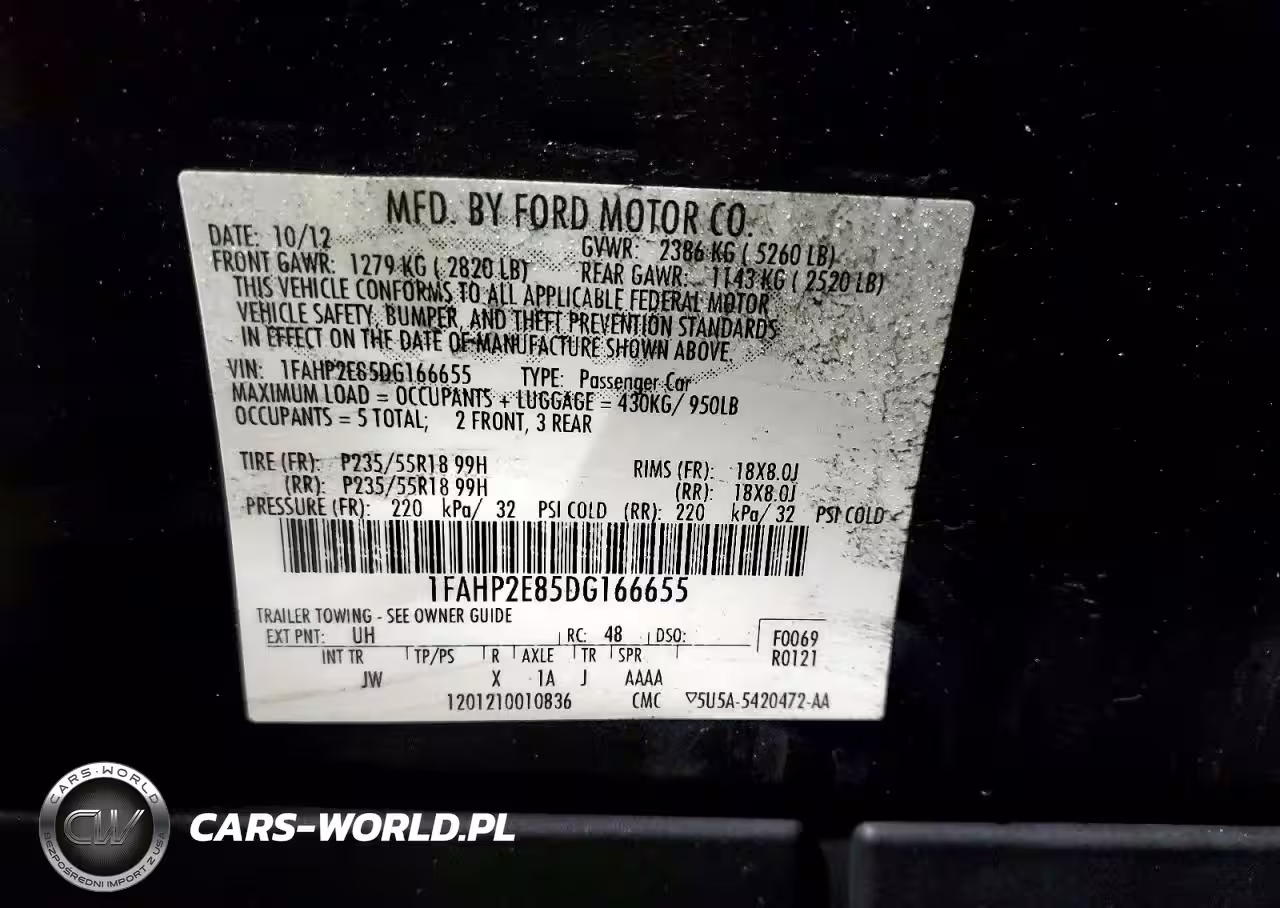 MFD. BY FORD MOTOR CO.
DATE: 10/12 GVWR: 2386 KG ( 5260 LB)
FRONT GAWR: 1279 KG ( 2820 LB) REAR GAWR: 1143 KG ( 2520 LB)
THIS VEHICLE CONFORMS TO ALL APPLICABLE FEDERAL MOTOR
VEHICLE SAFETY, BUMPER, AND THEFT PREVENTION STANDARDS
IN EFFECT ON THE DATE OF MANUFACTURE SHOWN ABOVE.
VIN: 1FAHP2E85DG166655 TYPE: Passenger Car
MAXIMUM LOAD = OCCUPANTS + LUGGAGE = 430KG/ 950LB
OCCUPANTS = 5 TOTAL; 2 FRONT, 3 REAR
TIRE (FR): P235/55R18 99H RIMS (FR): 18X8.0J
(RR): P235/55R18 99H (RR): 18X8.0J
PRESSURE (FR): 220 kPa/ 32 PSI COLD (RR): 220 kPa/ 32 PSI COLD
1FAHP2E85DG166655
TRAILER TOWING - SEE OWNER GUIDE
EXT PNT: UH RC: 48 DSO: F0069
INT TR TP/PS R AXLE TR SPR R0121
JW X 1A J AAAA
1201210010836 CMC ▽5U5A-5420472-AA
CARS-WORLD
CW
BEZPOŚREDNI IMPORT Z USA
CARS-WORLD.PL